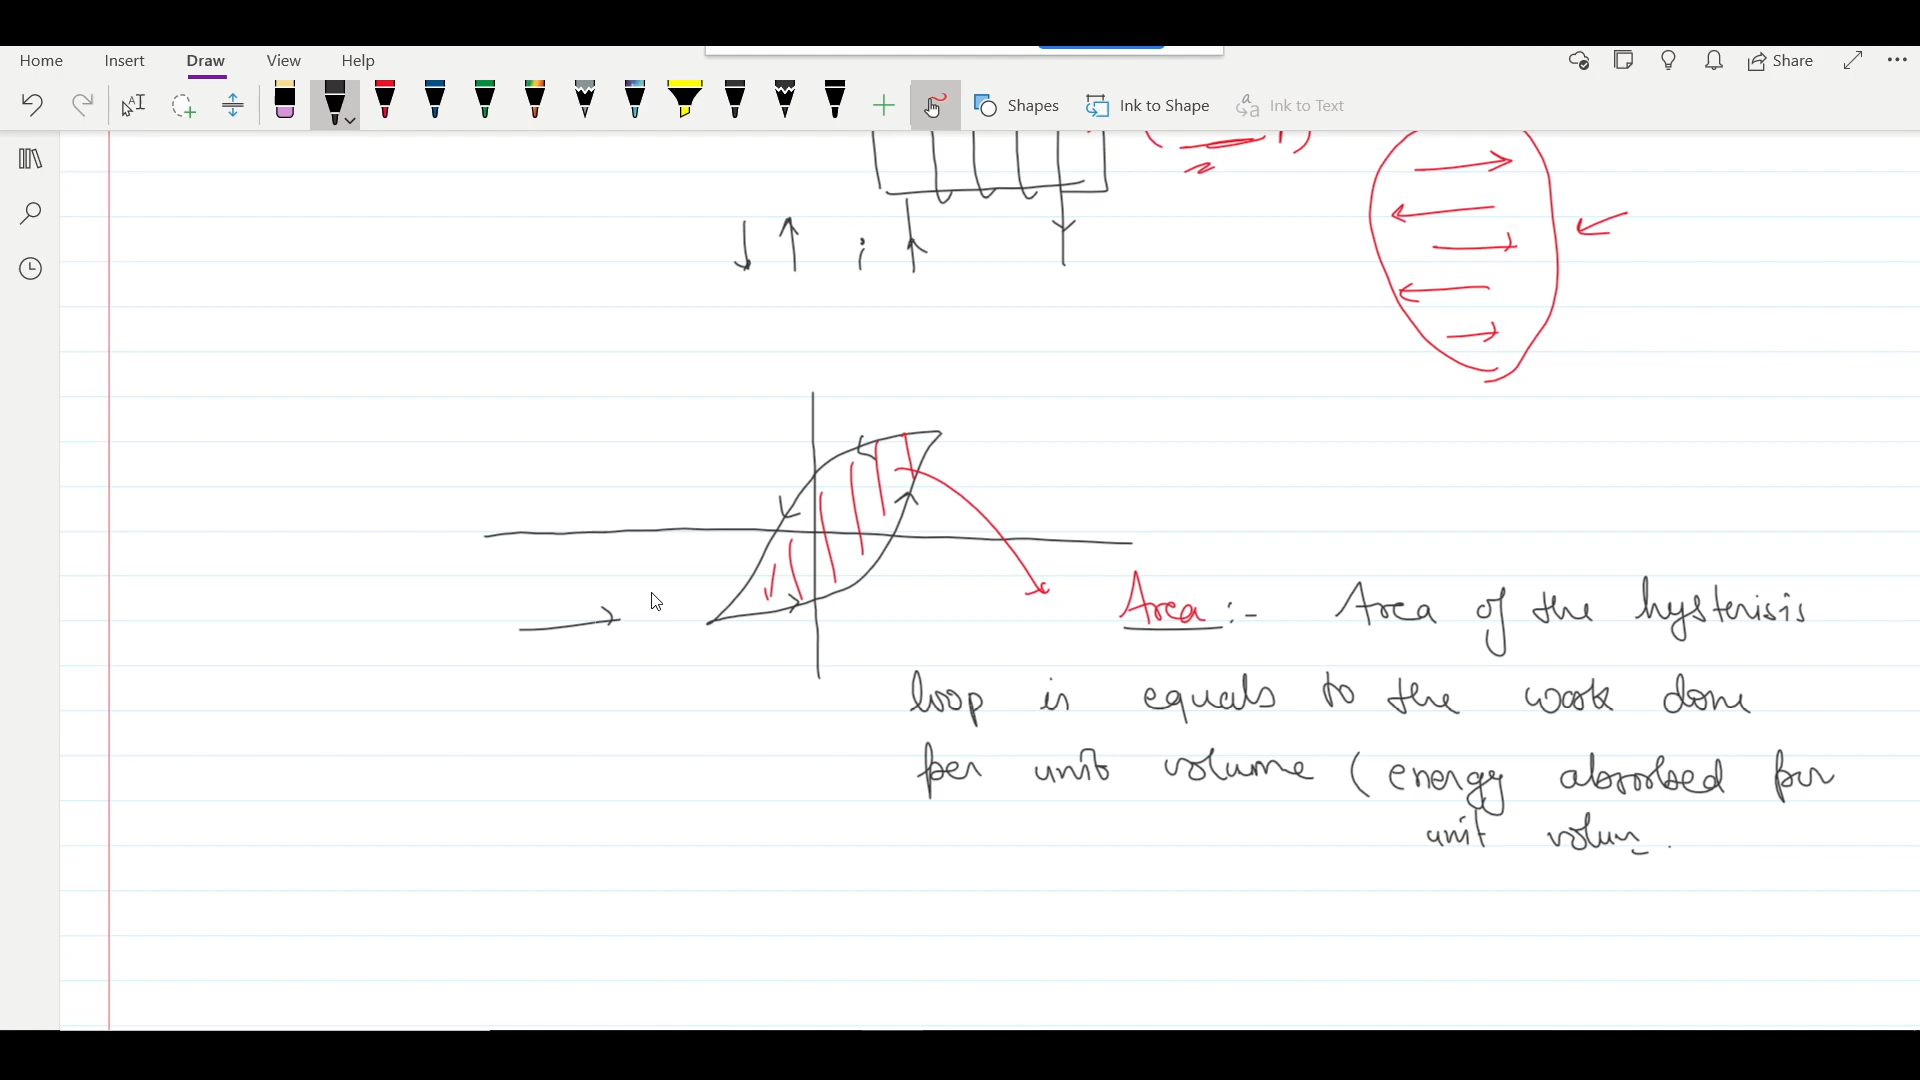 Home Insert Draw View Help Share
Shapes Ink to Shape Ink to Text
i
Area :- Area of the hysterisis
loop is equals to the work done
per unit volume ( energy absorbed per
unit volum .